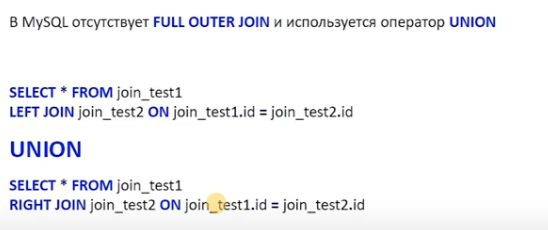 В MySQL отсутствует FULL OUTER JOIN и используется оператор UNION
SELECT * FROM join_test1
LEFT JOIN join_test2 ON join_test1.id = join_test2.id
UNION
SELECT * FROM join_test1
RIGHT JOIN join_test2 ON join_test1.id = join_test2.id